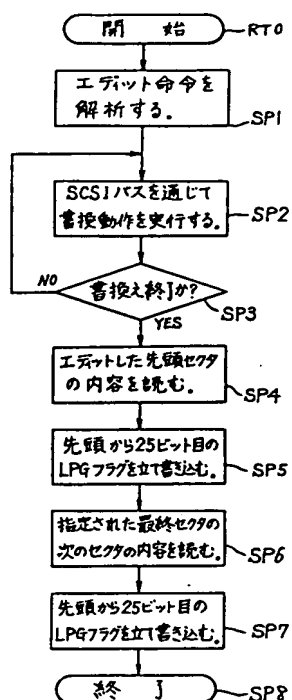 開始
RT0
エディット命令を
解析する。
SP1
SCSIバスを通じて
書換動作を実行する。
SP2
NO
書換え終了か?
SP3
YES
エディットした先頭セクタ
の内容を読む。
SP4
先頭から25ビット目の
LPGフラグを立て書き込む。
SP5
指定された最終セクタの
次のセクタの内容を読む。
SP6
先頭から25ビット目の
LPGフラグを立て書き込む。
SP7
終了
SP8